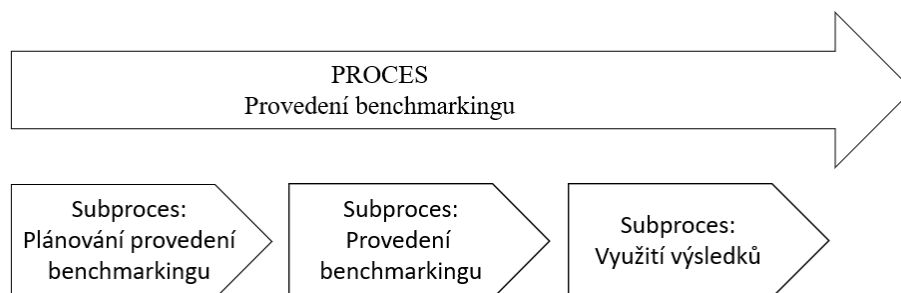 PROCES
Provedení benchmarkingu
Subproces:
Plánování provedení
benchmarkingu
Subproces:
Provedení
benchmarkingu
Subproces:
Využití výsledků